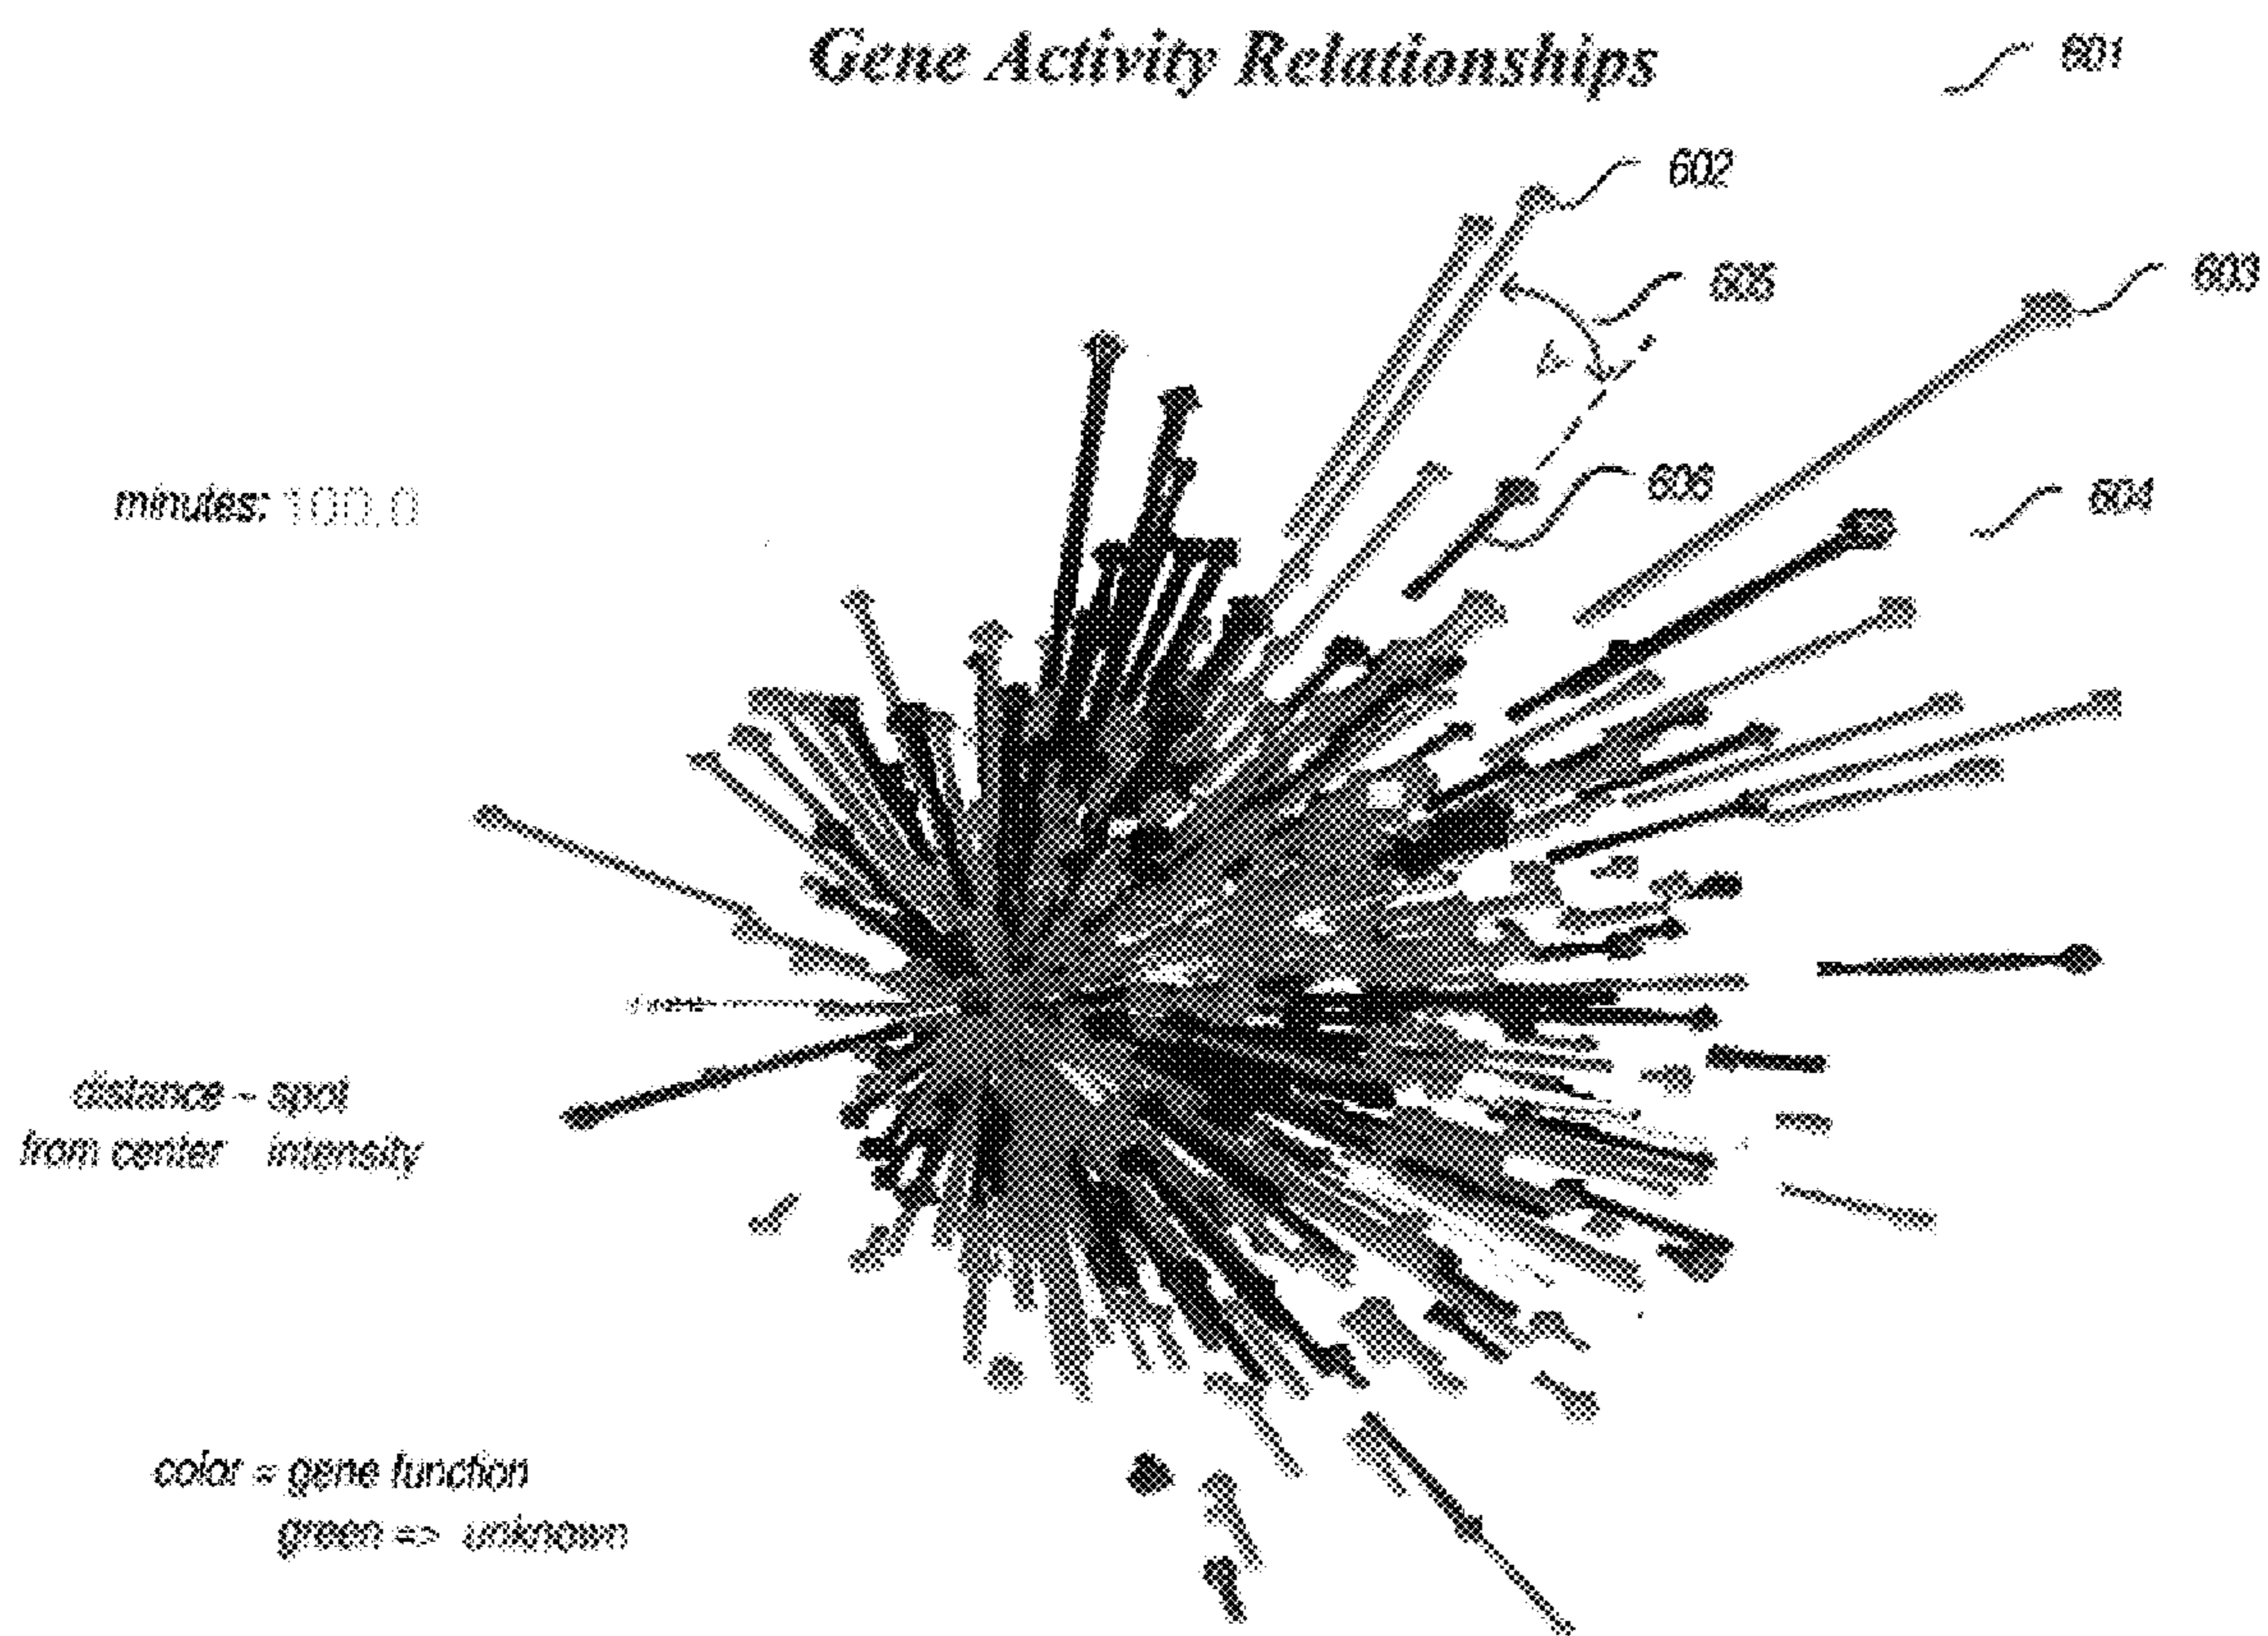 Gene Activity Relationships
601
602
605
603
606
604
minutes: 100.0
distance ~ spot
from center intensity
color = gene function
green => unknown